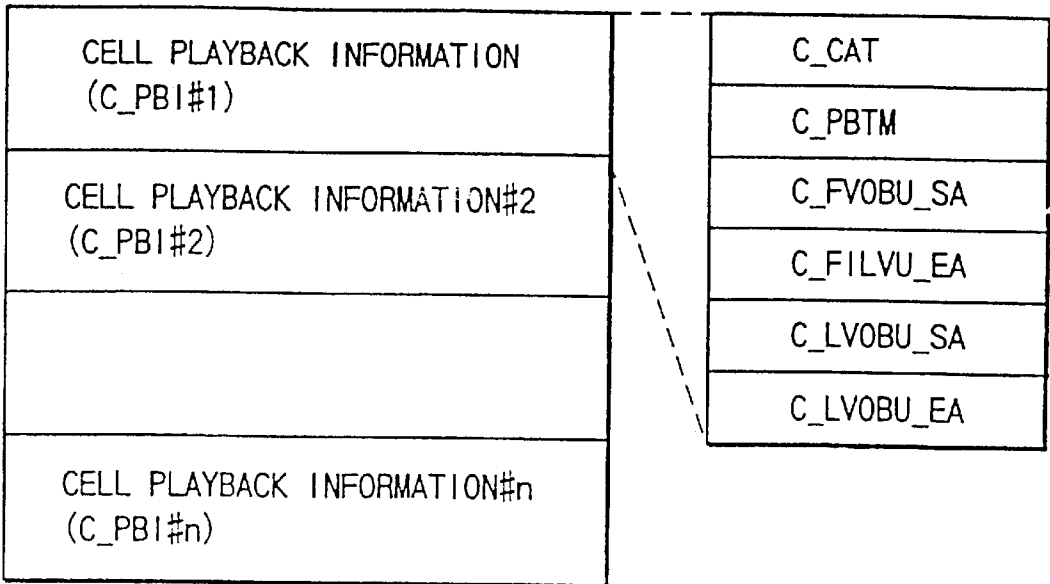 CELL PLAYBACK INFORMATION
(C_PBI#1)
CELL PLAYBACK INFORMATION#2
(C_PBI#2)
CELL PLAYBACK INFORMATION#n
(C_PBI#n)
C_CAT
C_PBTM
C_FVOBU_SA
C_FILVU_EA
C_LVOBU_SA
C_LVOBU_EA